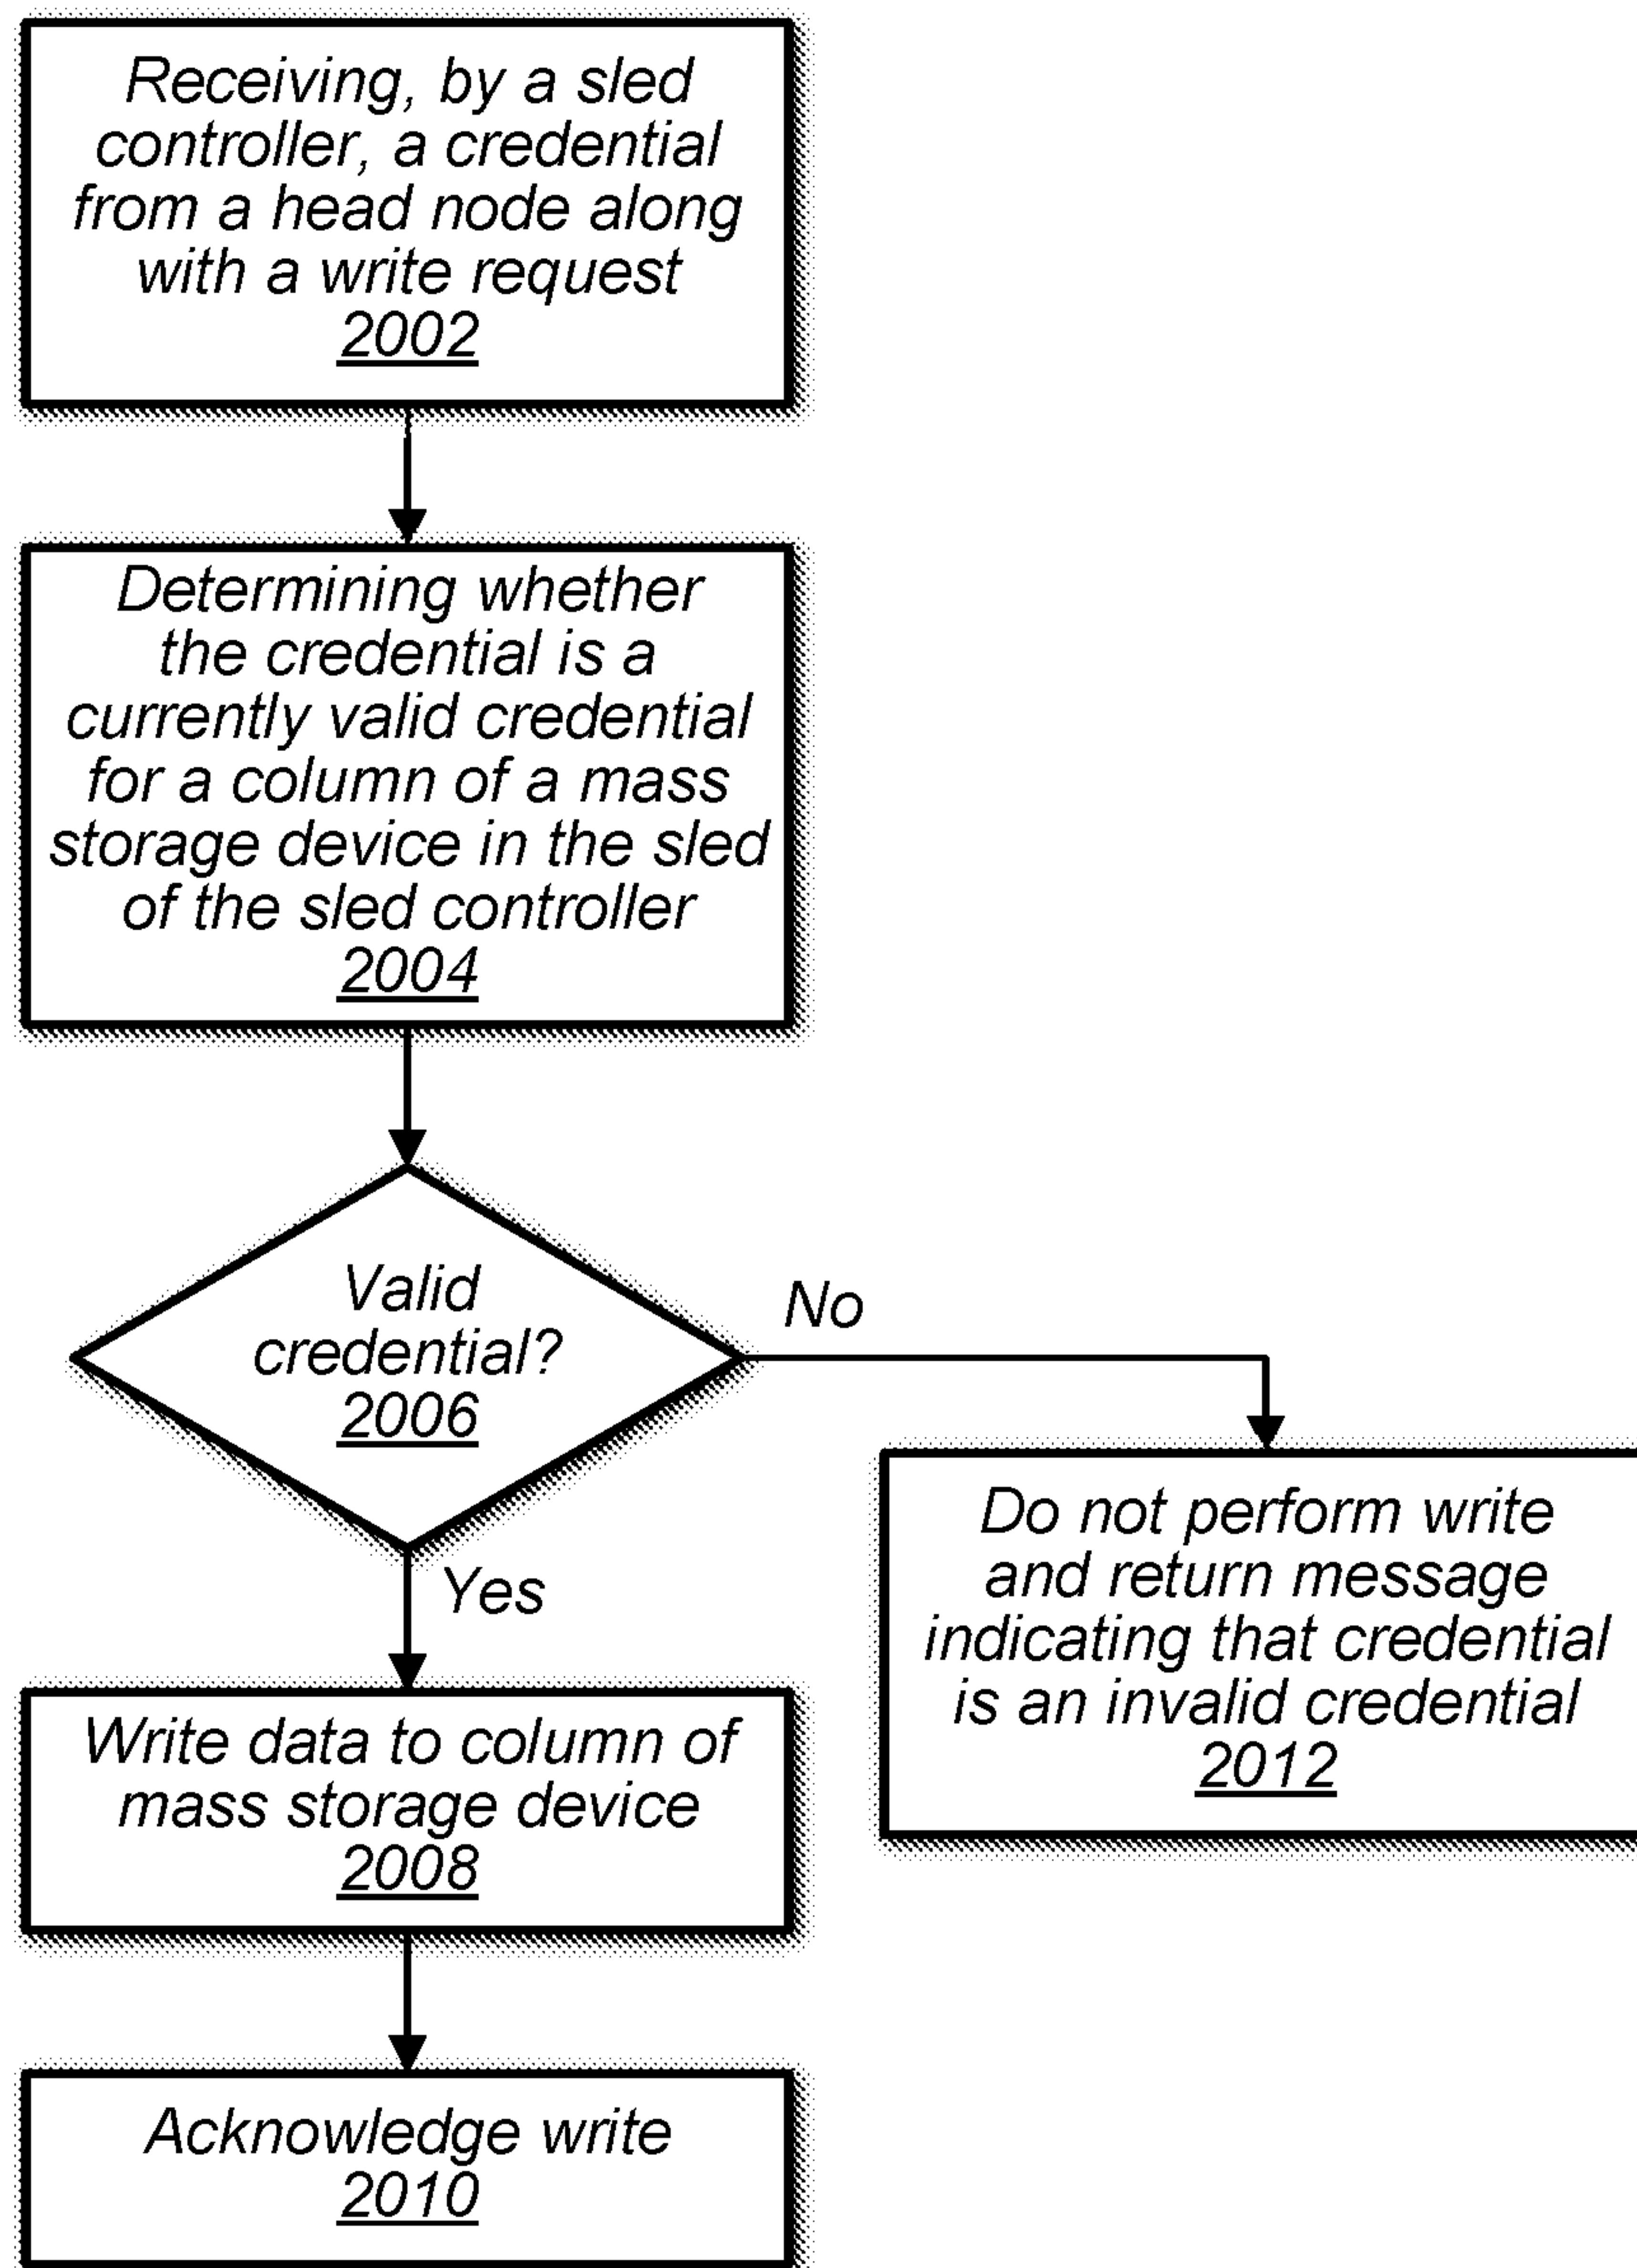 Receiving, by a sled
controller, a credential
from a head node along
with a write request
2002
Determining whether
the credential is a
currently valid credential
for a column of a mass
storage device in the sled
of the sled controller
2004
Valid
credential?
2006
No
Yes
Do not perform write
and return message
indicating that credential
is an invalid credential
2012
Write data to column of
mass storage device
2008
Acknowledge write
2010